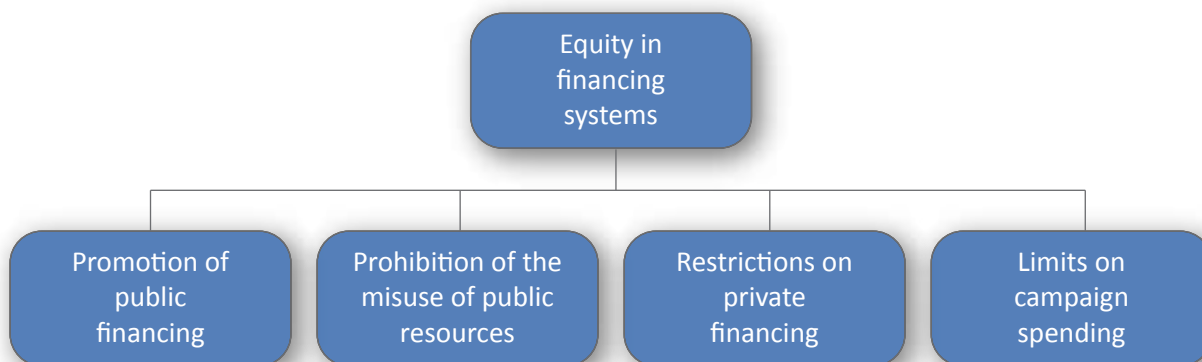 Equity in
financing
systems
Promotion of
public
financing
Prohibition of the
misuse of public
resources
Restrictions on
private
financing
Limits on
campaign
spending